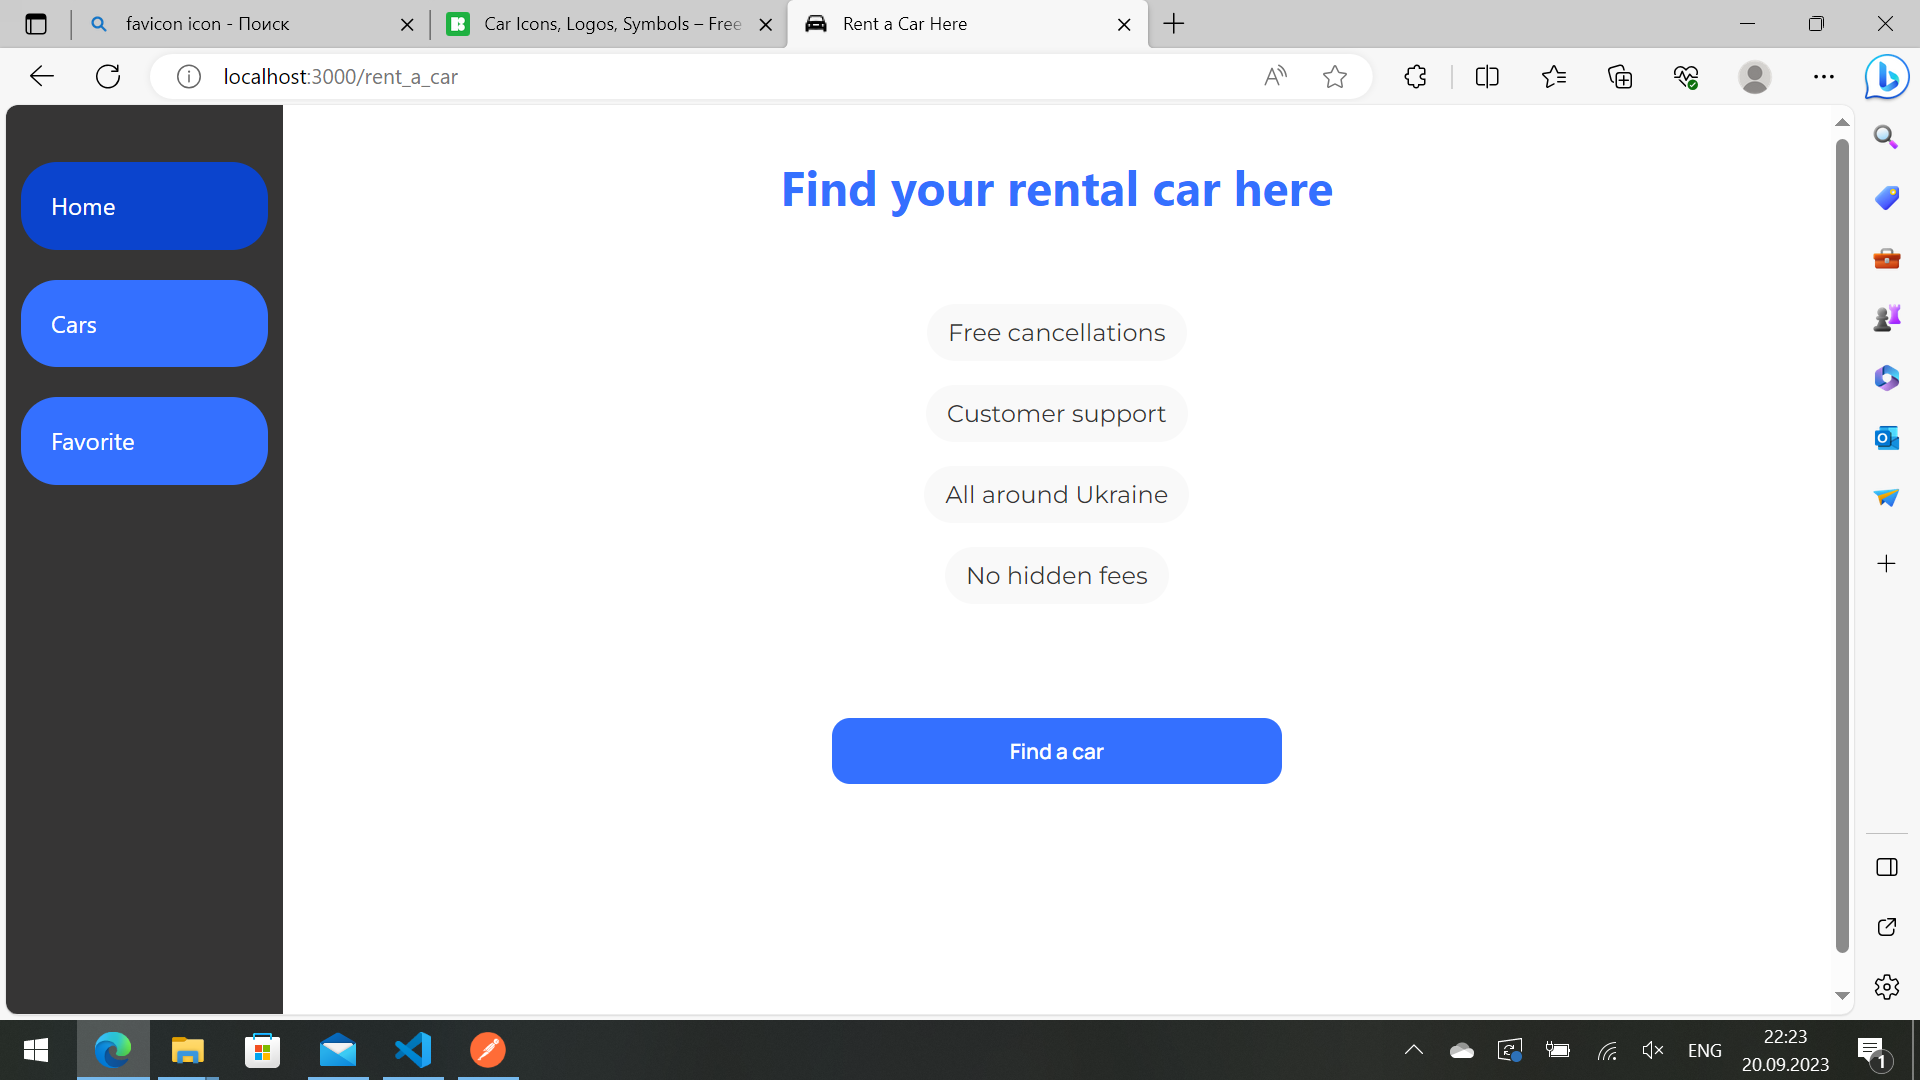 favicon icon - Поиск
Car Icons, Logos, Symbols – Free
Rent a Car Here
localhost:3000/rent_a_car
Home
Cars
Favorite
Find your rental car here
Free cancellations
Customer support
All around Ukraine
No hidden fees
Find a car
ENG
22:23
20.09.2023
1